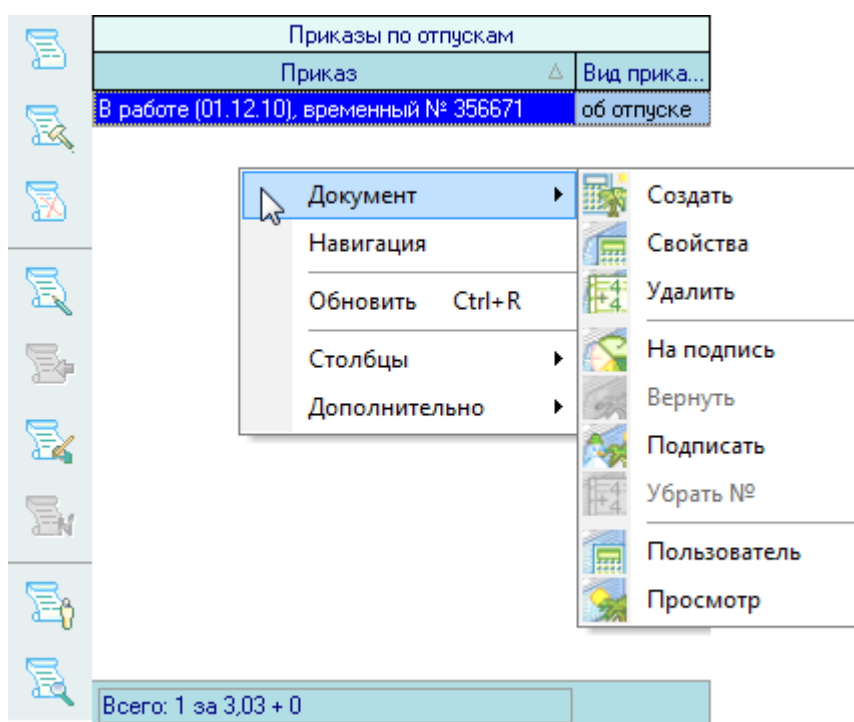 Приказы по отпускам
Приказ
Вид прика...
В работе (01.12.10), временный № 356671
об отпуске
Документ
Навигация
Обновить Ctrl+R
Столбцы
Дополнительно
Создать
Свойства
Удалить
На подпись
Вернуть
Подписать
Убрать №
Пользователь
Просмотр
Всего: 1 за 3,03 + 0